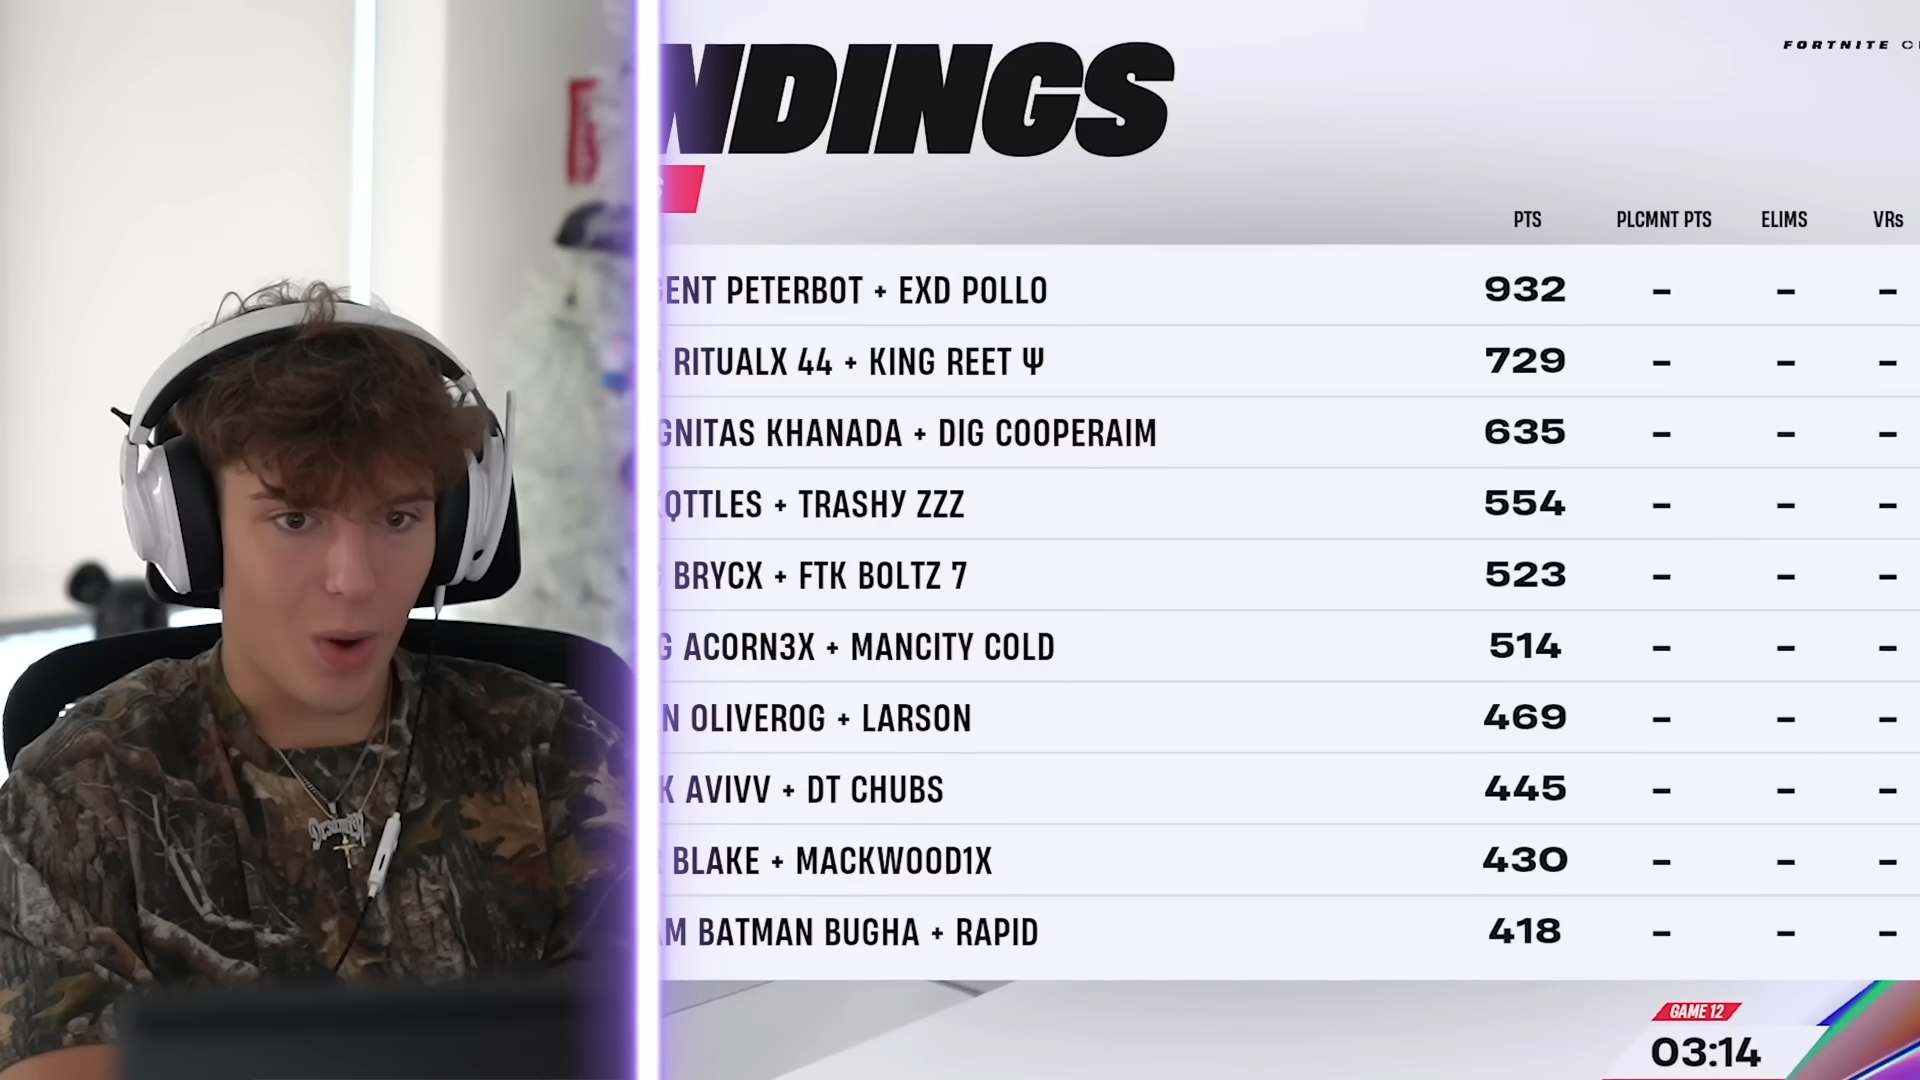 NDINGS
FORTNITE
PTS PLCMNT PTS ELIMS VRs
GENT PETERBOT + EXD POLLO 932 – – –
RITUALX 44 + KING REET Ψ 729 – – –
GNITAS KHANADA + DIG COOPERAIM 635 – – –
QTTLES + TRASHY ZZZ 554 – – –
BRYCX + FTK BOLTZ 7 523 – – –
G ACORN3X + MANCITY COLD 514 – – –
N OLIVEROG + LARSON 469 – – –
K AVIVV + DT CHUBS 445 – – –
BLAKE + MACKWOOD1X 430 – – –
AM BATMAN BUGHA + RAPID 418 – – –
GAME 12
03:14